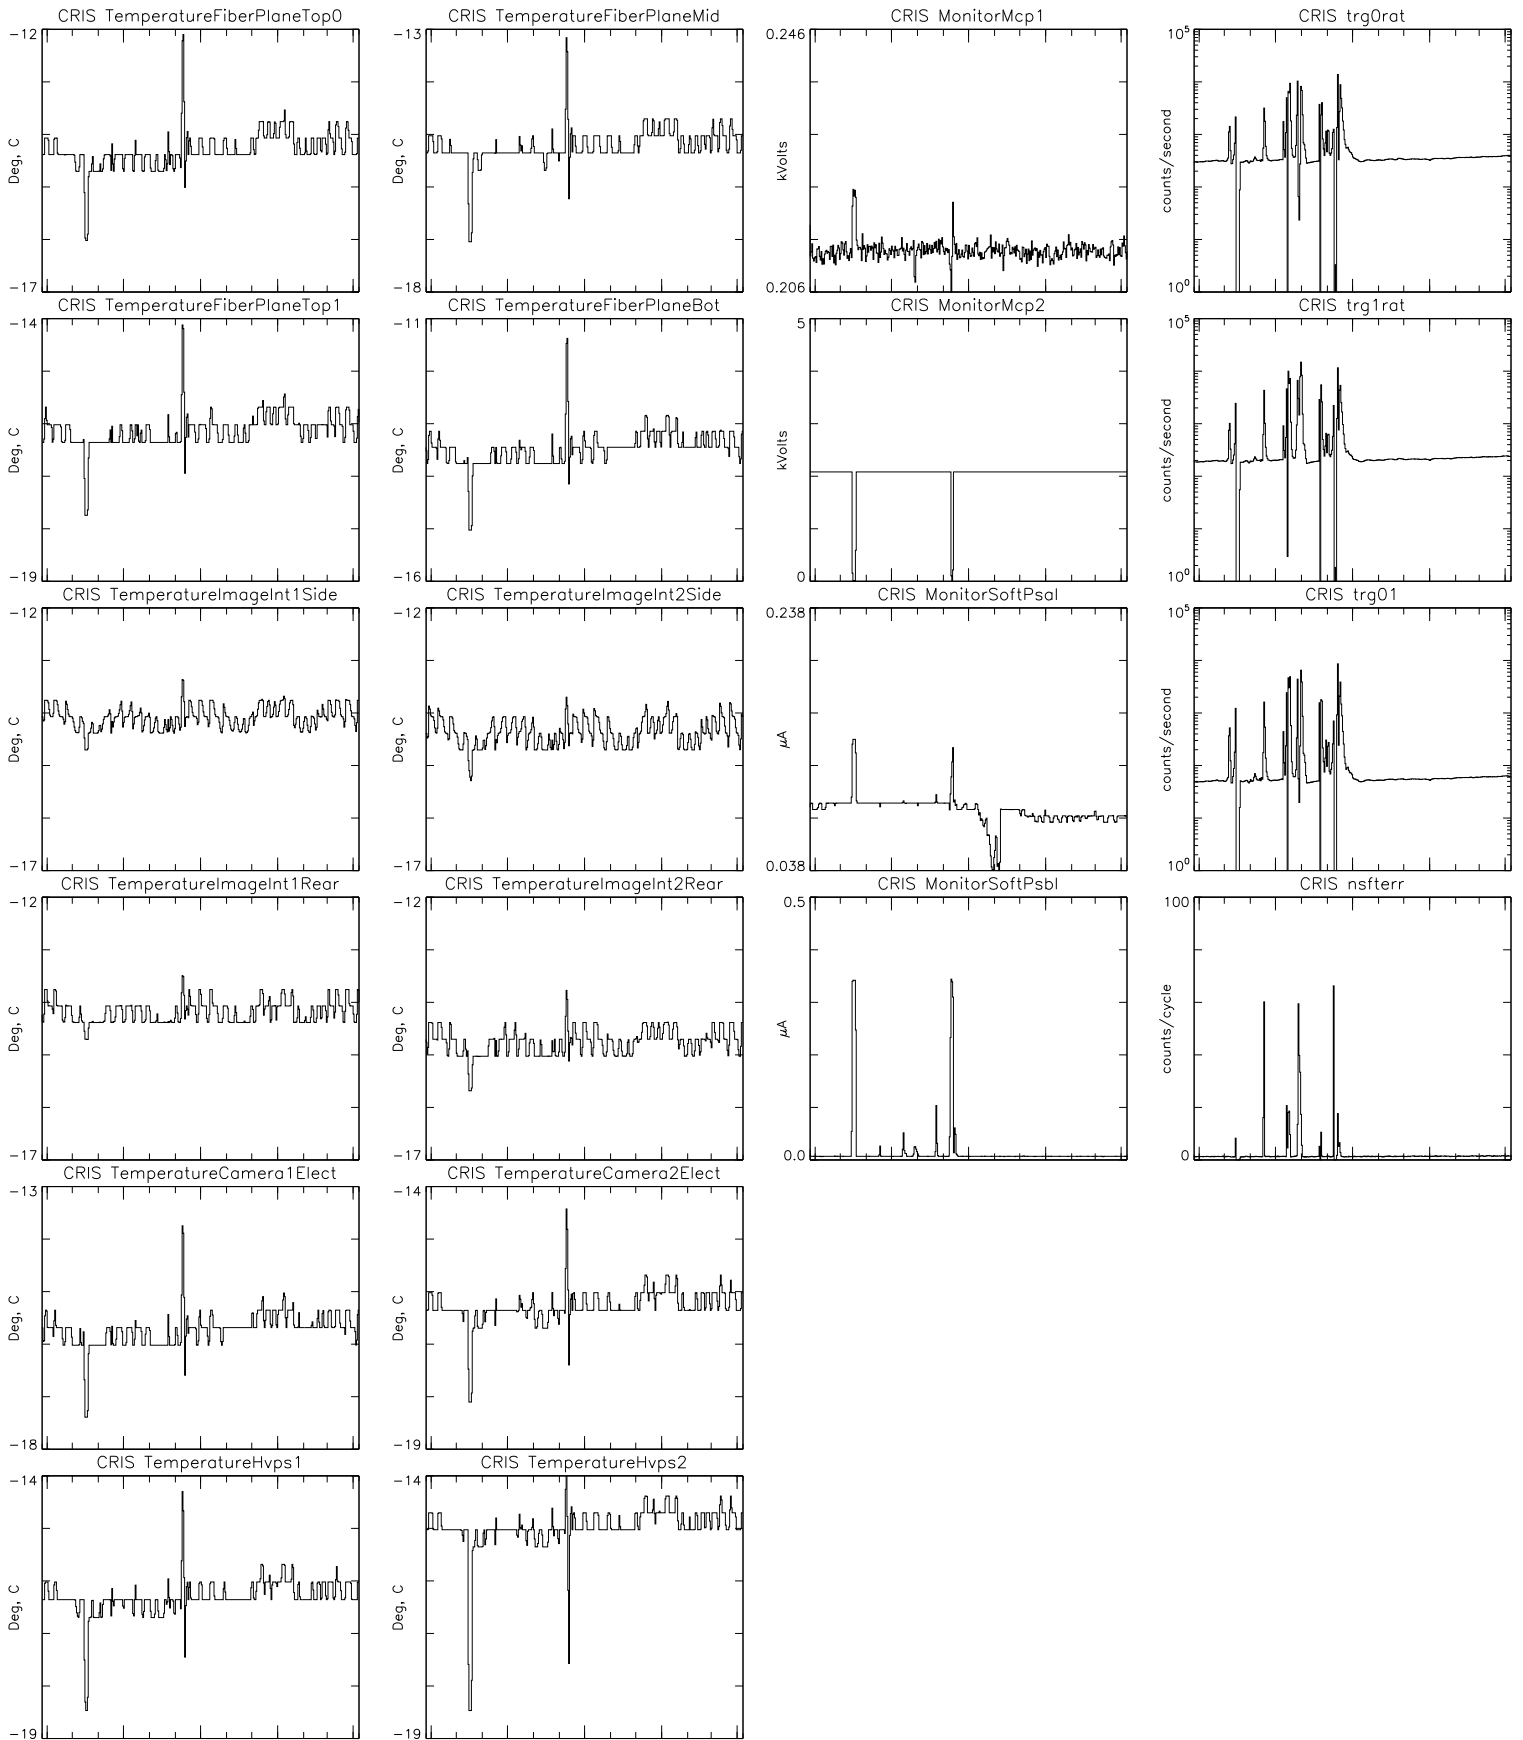 CRIS TemperatureFiberPlaneTop0
-12
Deg, C
-17
CRIS TemperatureFiberPlaneMid
-13
Deg, C
-18
CRIS MonitorMcp1
0.246
kVolts
0.206
CRIS trg0rat
10^5
counts/second
10^0
CRIS TemperatureFiberPlaneTop1
-14
Deg, C
-19
CRIS TemperatureFiberPlaneBot
-11
Deg, C
-16
CRIS MonitorMcp2
5
kVolts
0
CRIS trg1rat
10^5
counts/second
10^0
CRIS TemperatureImageInt1Side
-12
Deg, C
-17
CRIS TemperatureImageInt2Side
-12
Deg, C
-17
CRIS MonitorSoftPsaI
0.238
μA
0.038
CRIS trg01
10^5
counts/second
10^0
CRIS TemperatureImageInt1Rear
-12
Deg, C
-17
CRIS TemperatureImageInt2Rear
-12
Deg, C
-17
CRIS MonitorSoftPsbI
0.5
μA
0.0
CRIS nsfterr
100
counts/cycle
0
CRIS TemperatureCamera1Elect
-13
Deg, C
-18
CRIS TemperatureCamera2Elect
-14
Deg, C
-19
CRIS TemperatureHvps1
-14
Deg, C
-19
CRIS TemperatureHvps2
-14
Deg, C
-19